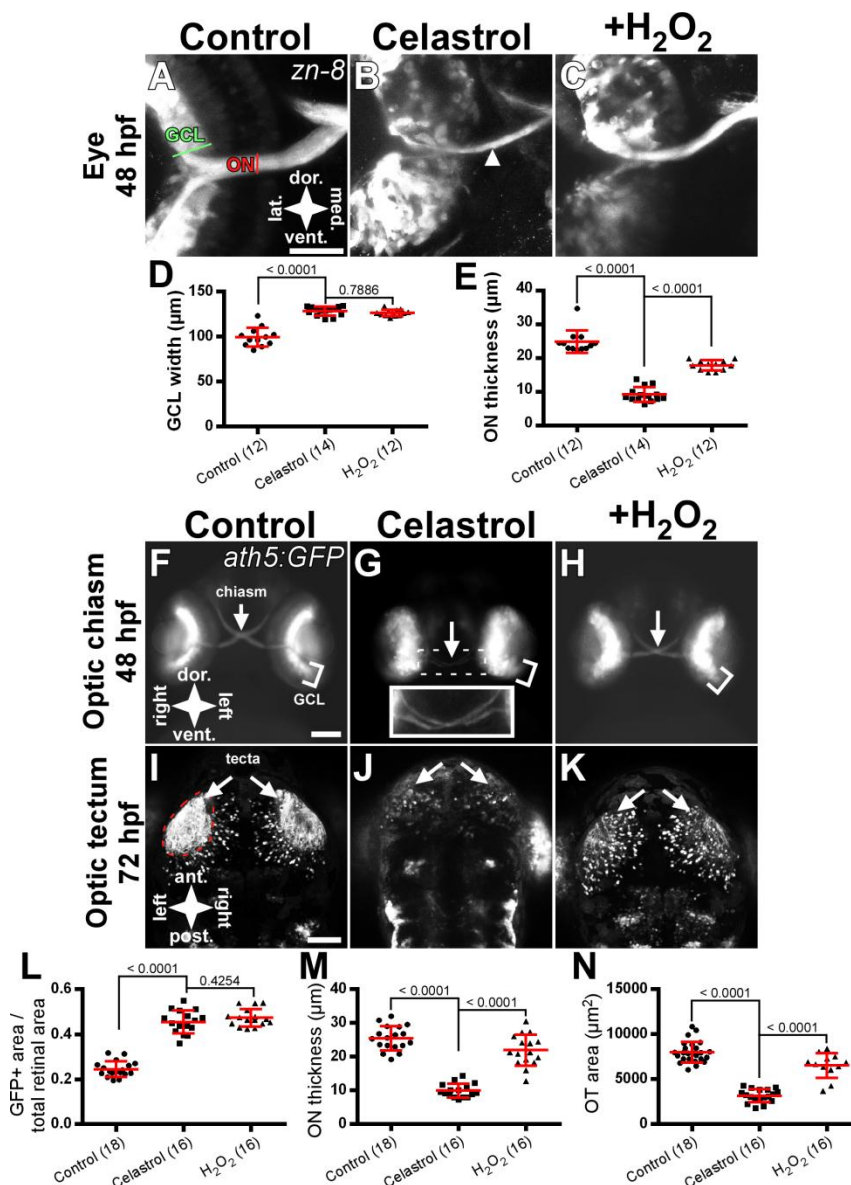 Control
Celastrol
+H₂O₂
Eye
48 hpf
A
zn-8
GCL
ON
dor.
lat.
med.
vent.
B
C
D
GCL width (μm)
150
100
50
0
< 0.0001
0.7886
Control (12)
Celastrol (14)
H₂O₂ (12)
E
ON thickness (μm)
40
30
20
10
0
< 0.0001
< 0.0001
Control (12)
Celastrol (14)
H₂O₂ (12)
Control
Celastrol
+H₂O₂
Optic chiasm
48 hpf
F
ath5:GFP
chiasm
dor.
right
left
vent.
GCL
G
H
Optic tectum
72 hpf
I
tecta
ant.
left
right
post.
J
K
L
GFP+ area /
total retinal area
0.6
0.4
0.2
0.0
< 0.0001
0.4254
Control (18)
Celastrol (16)
H₂O₂ (16)
M
ON thickness (μm)
40
30
20
10
0
< 0.0001
< 0.0001
Control (18)
Celastrol (16)
H₂O₂ (16)
N
OT area (μm²)
15000
10000
5000
0
< 0.0001
< 0.0001
Control (18)
Celastrol (16)
H₂O₂ (16)